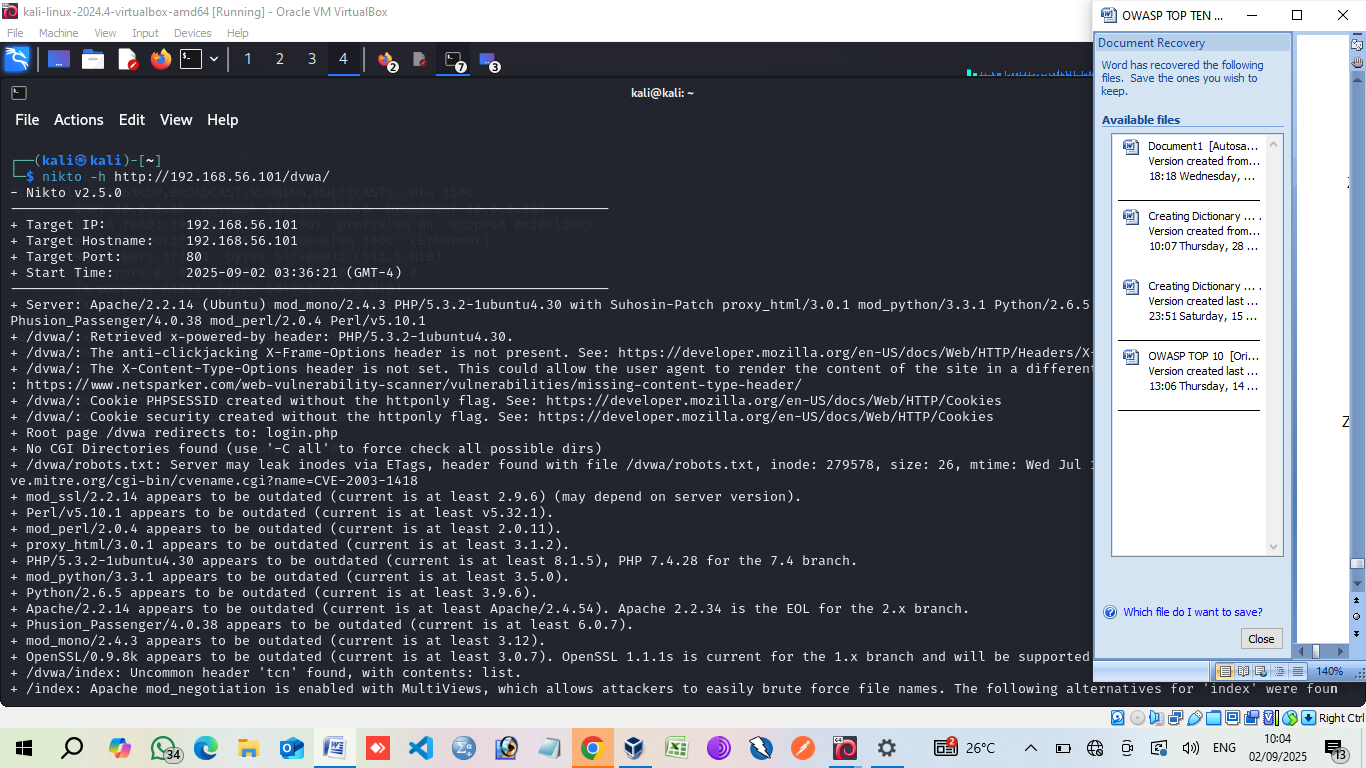 kali-linux-2024.4-virtualbox-amd64 [Running] - Oracle VM VirtualBox
File Machine View Input Devices Help
1 2 3 4 2 7 3
kali@kali: ~
File Actions Edit View Help
┌──(kali㉿kali)-[~]
└─$ nikto -h http://192.168.56.101/dvwa/
- Nikto v2.5.0
+ Target IP: 192.168.56.101
+ Target Hostname: 192.168.56.101
+ Target Port: 80
+ Start Time: 2025-09-02 03:36:21 (GMT-4)
+ Server: Apache/2.2.14 (Ubuntu) mod_mono/2.4.3 PHP/5.3.2-1ubuntu4.30 with Suhosin-Patch proxy_html/3.0.1 mod_python/3.3.1 Python/2.6.5
Phusion_Passenger/4.0.38 mod_perl/2.0.4 Perl/v5.10.1
+ /dvwa/: Retrieved x-powered-by header: PHP/5.3.2-1ubuntu4.30.
+ /dvwa/: The anti-clickjacking X-Frame-Options header is not present. See: https://developer.mozilla.org/en-US/docs/Web/HTTP/Headers/X-
+ /dvwa/: The X-Content-Type-Options header is not set. This could allow the user agent to render the content of the site in a different
: https://www.netsparker.com/web-vulnerability-scanner/vulnerabilities/missing-content-type-header/
+ /dvwa/: Cookie PHPSESSID created without the httponly flag. See: https://developer.mozilla.org/en-US/docs/Web/HTTP/Cookies
+ /dvwa/: Cookie security created without the httponly flag. See: https://developer.mozilla.org/en-US/docs/Web/HTTP/Cookies
+ Root page /dvwa redirects to: login.php
+ No CGI Directories found (use '-C all' to force check all possible dirs)
+ /dvwa/robots.txt: Server may leak inodes via ETags, header found with file /dvwa/robots.txt, inode: 279578, size: 26, mtime: Wed Jul 1
ve.mitre.org/cgi-bin/cvename.cgi?name=CVE-2003-1418
+ mod_ssl/2.2.14 appears to be outdated (current is at least 2.9.6) (may depend on server version).
+ Perl/v5.10.1 appears to be outdated (current is at least v5.32.1).
+ mod_perl/2.0.4 appears to be outdated (current is at least 2.0.11).
+ proxy_html/3.0.1 appears to be outdated (current is at least 3.1.2).
+ PHP/5.3.2-1ubuntu4.30 appears to be outdated (current is at least 8.1.5), PHP 7.4.28 for the 7.4 branch.
+ mod_python/3.3.1 appears to be outdated (current is at least 3.5.0).
+ Python/2.6.5 appears to be outdated (current is at least 3.9.6).
+ Apache/2.2.14 appears to be outdated (current is at least Apache/2.4.54). Apache 2.2.34 is the EOL for the 2.x branch.
+ Phusion_Passenger/4.0.38 appears to be outdated (current is at least 6.0.7).
+ mod_mono/2.4.3 appears to be outdated (current is at least 3.12).
+ OpenSSL/0.9.8k appears to be outdated (current is at least 3.0.7). OpenSSL 1.1.1s is current for the 1.x branch and will be supported
+ /dvwa/index: Uncommon header 'tcn' found, with contents: list.
+ /index: Apache mod_negotiation is enabled with MultiViews, which allows attackers to easily brute force file names. The following alternatives for 'index' were foun
Right Ctrl
OWASP TOP TEN ...
Document Recovery
Word has recovered the following
files. Save the ones you wish to
keep.
Available files
Document1 [Autosa...
Version created from...
18:18 Wednesday, ...
Creating Dictionary ... .
Version created from...
10:07 Thursday, 28 ...
Creating Dictionary ... .
Version created last ...
23:51 Saturday, 15 ...
OWASP TOP 10 [Ori...
Version created last ...
13:06 Thursday, 14 ...
Which file do I want to save?
Close
140%
34
2
26°C
ENG
10:04
02/09/2025
13